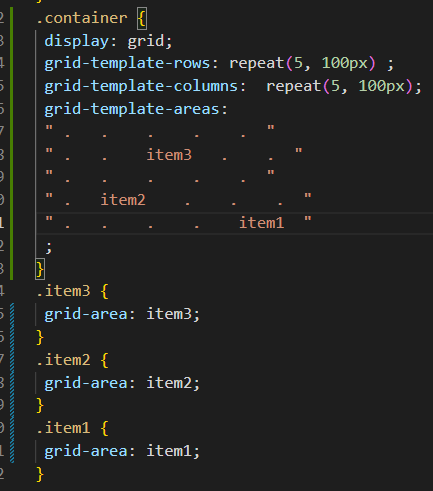 .container {
display: grid;
grid-template-rows: repeat(5, 100px) ;
grid-template-columns:  repeat(5, 100px);
grid-template-areas:
" .   .   .   .   . "
" .   .   item3   .   . "
" .   .   .   .   . "
" .   item2   .   .   . "
" .   .   .   .   item1  "
;
}
.item3 {
grid-area: item3;
}
.item2 {
grid-area: item2;
}
.item1 {
grid-area: item1;
}